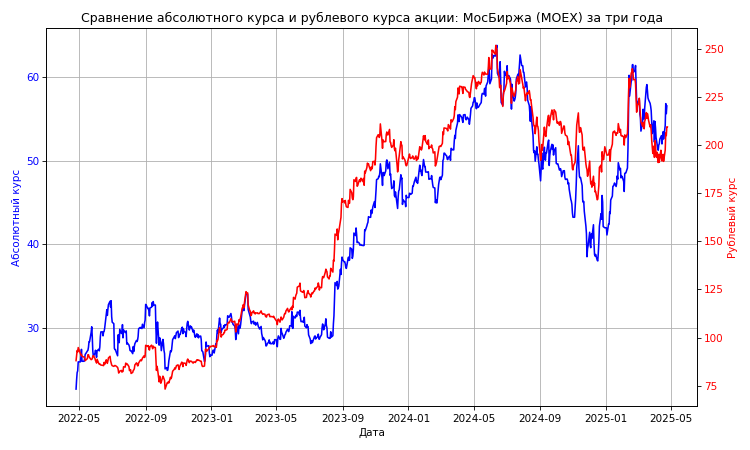 Сравнение абсолютного курса и рублевого курса акции: МосБиржа (MOEX) за три года
Абсолютный курс
60
50
40
30
Рублевый курс
250
225
200
175
150
125
100
75
2022-05 2022-09 2023-01 2023-05 2023-09 2024-01 2024-05 2024-09 2025-01 2025-05
Дата